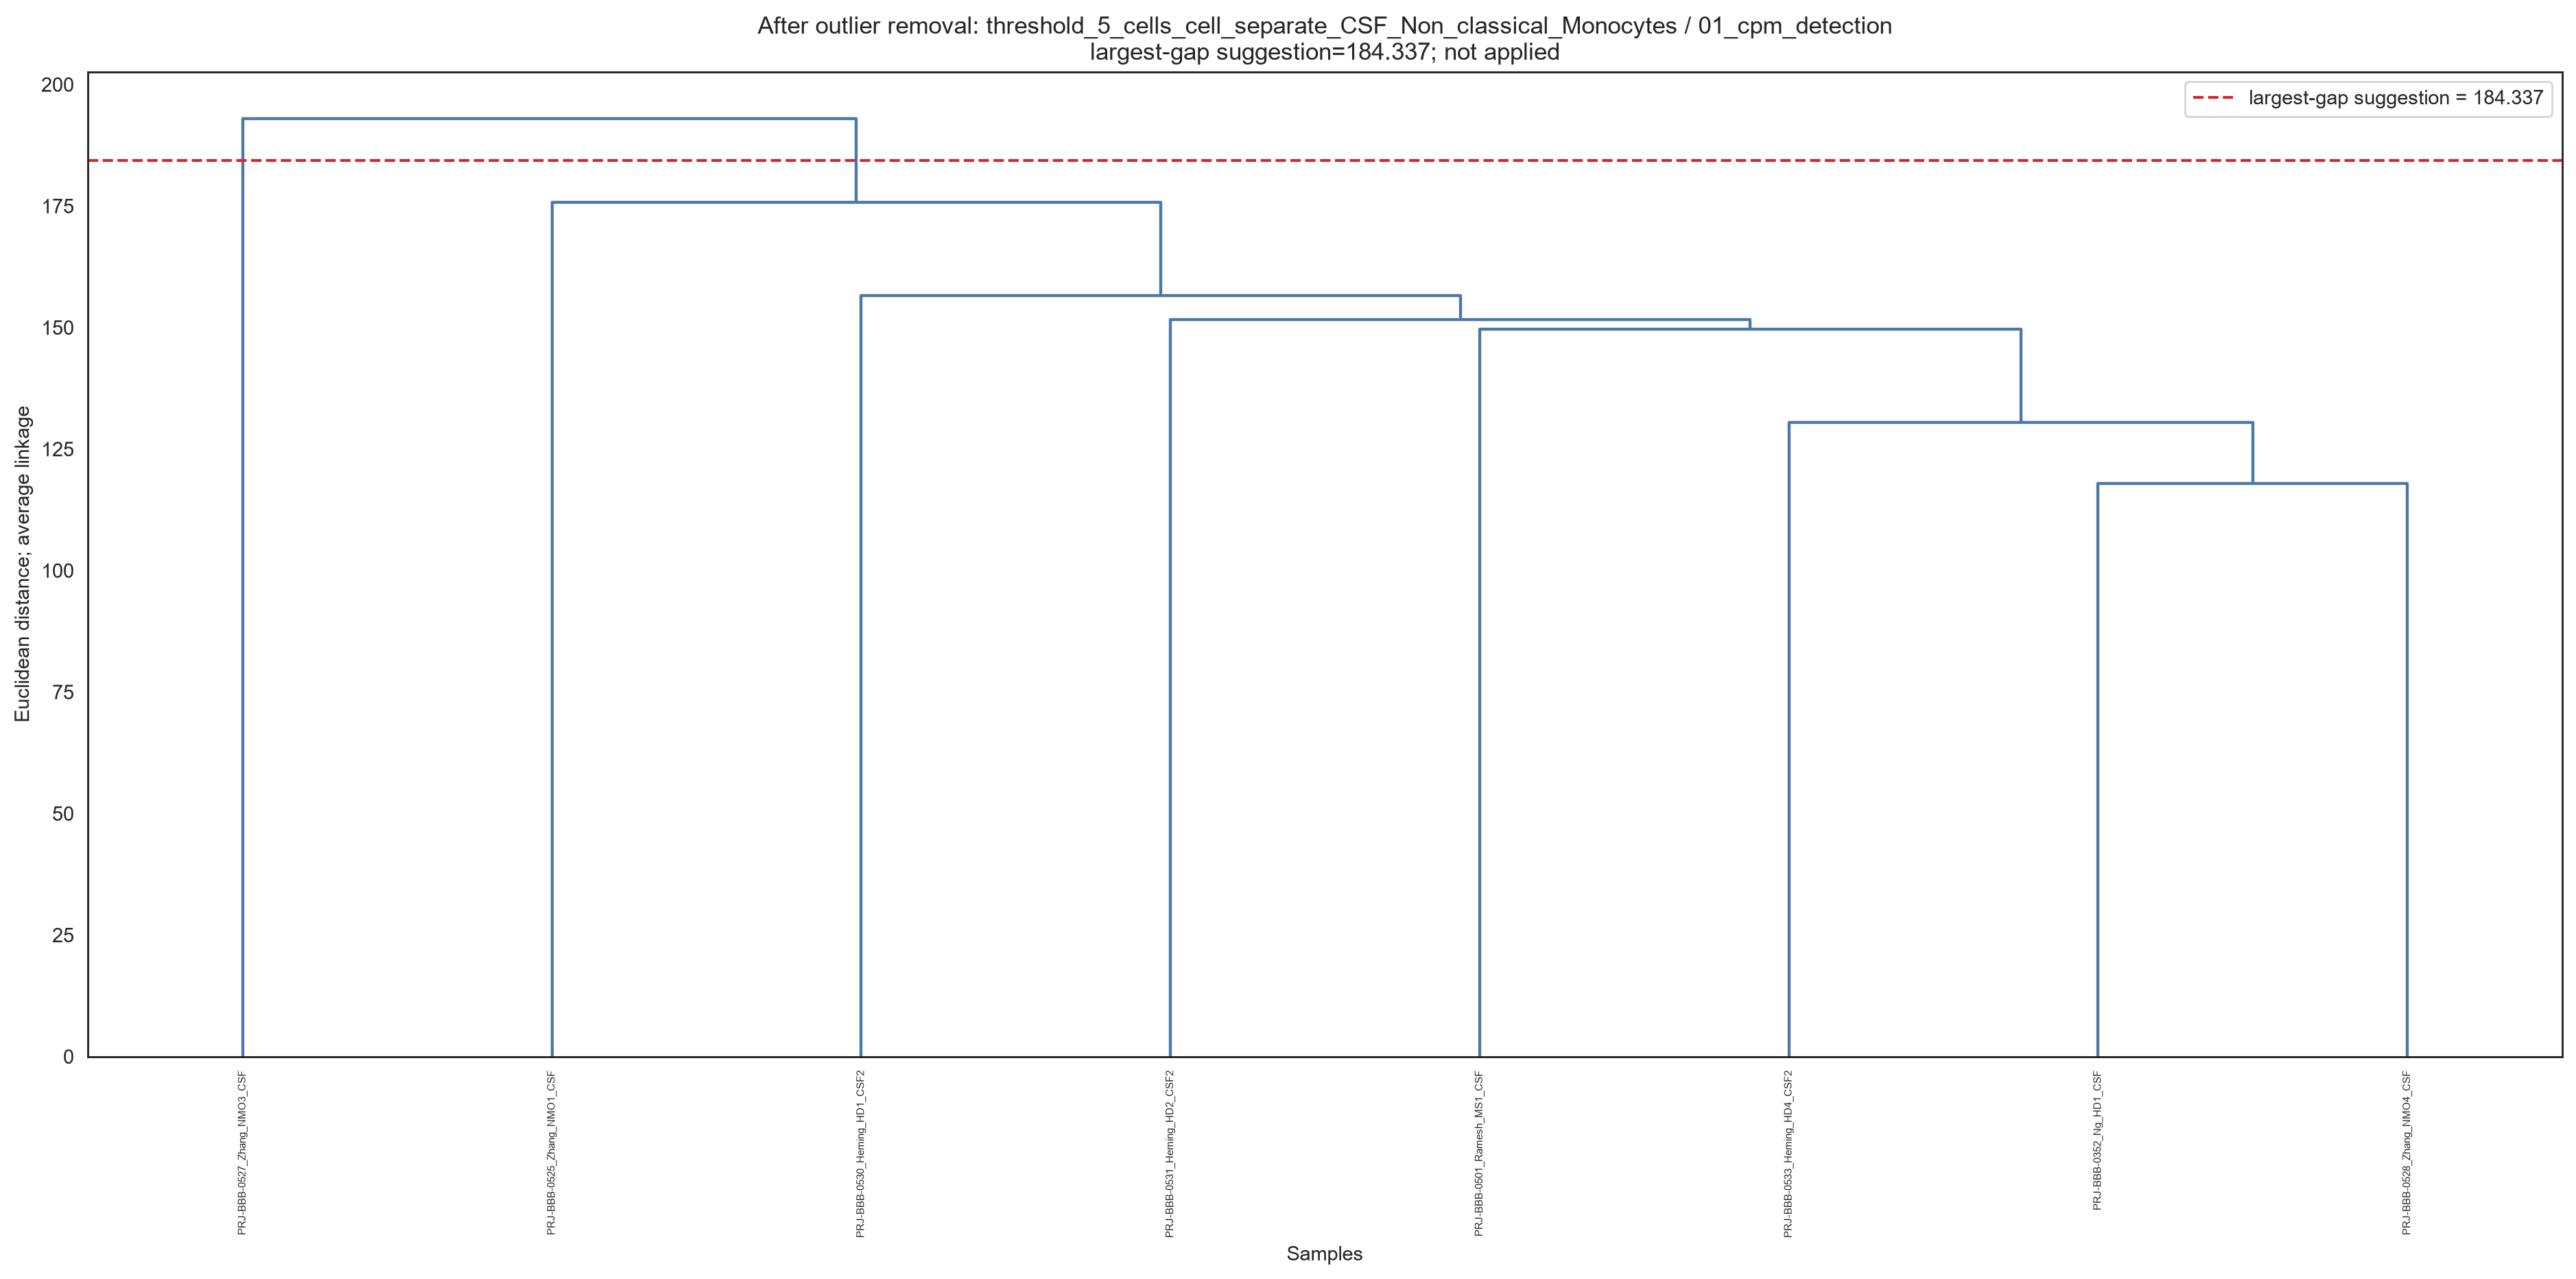 After outlier removal: threshold_5_cells_cell_separate_CSF_Non_classical_Monocytes / 01_cpm_detection
largest-gap suggestion=184.337; not applied
largest-gap suggestion = 184.337
Euclidean distance; average linkage
200
175
150
125
100
75
50
25
0
PRJ-BBB-0527_Zhang_NMO3_CSF
PRJ-BBB-0525_Zhang_NMO1_CSF
PRJ-BBB-0530_Heming_HD1_CSF2
PRJ-BBB-0531_Heming_HD2_CSF2
PRJ-BBB-0501_Ramesh_MS1_CSF
PRJ-BBB-0533_Heming_HD4_CSF2
PRJ-BBB-0352_Ng_HD1_CSF
PRJ-BBB-0528_Zhang_NMO4_CSF
Samples